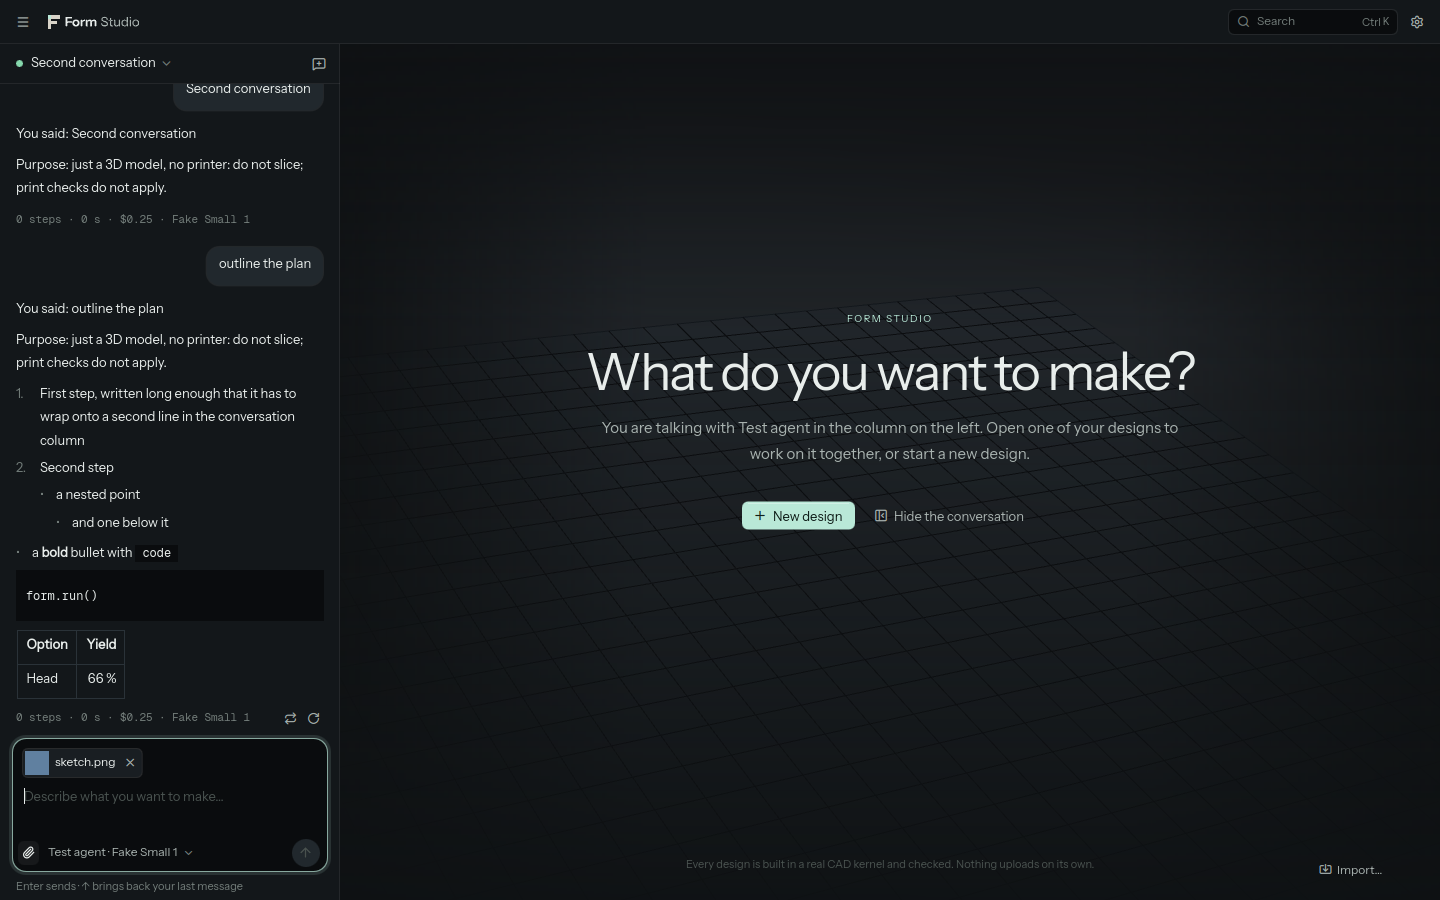 Form Studio
Search Ctrl K
Second conversation
Second conversation
You said: Second conversation
Purpose: just a 3D model, no printer: do not slice;
print checks do not apply.
0 steps · 0 s · $0.25 · Fake Small 1
outline the plan
You said: outline the plan
Purpose: just a 3D model, no printer: do not slice;
print checks do not apply.
1. First step, written long enough that it has to
wrap onto a second line in the conversation
column
2. Second step
· a nested point
· and one below it
· a bold bullet with code
form.run()
Option Yield
Head 66 %
0 steps · 0 s · $0.25 · Fake Small 1
sketch.png
Describe what you want to make...
Test agent · Fake Small 1
Enter sends · ↑ brings back your last message
FORM STUDIO
What do you want to make?
You are talking with Test agent in the column on the left. Open one of your designs to
work on it together, or start a new design.
+ New design
Hide the conversation
Every design is built in a real CAD kernel and checked. Nothing uploads on its own.
Import...